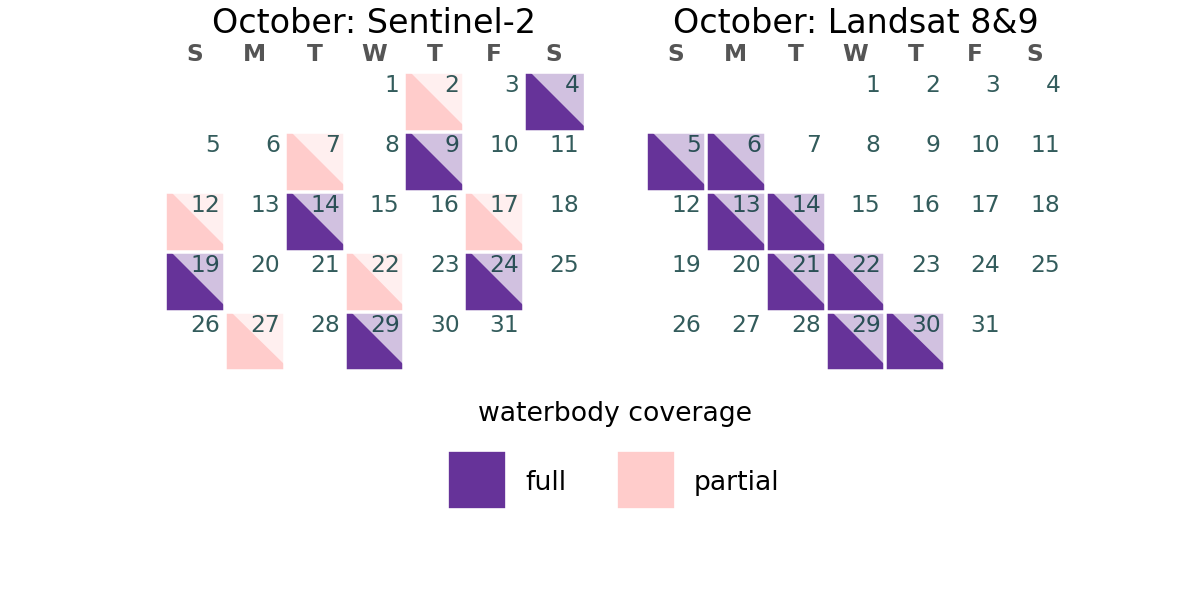 October: Sentinel-2
S M T W T F S
1 2 3 4
5 6 7 8 9 10 11
12 13 14 15 16 17 18
19 20 21 22 23 24 25
26 27 28 29 30 31
October: Landsat 8&9
S M T W T F S
1 2 3 4
5 6 7 8 9 10 11
12 13 14 15 16 17 18
19 20 21 22 23 24 25
26 27 28 29 30 31
waterbody coverage
full
partial